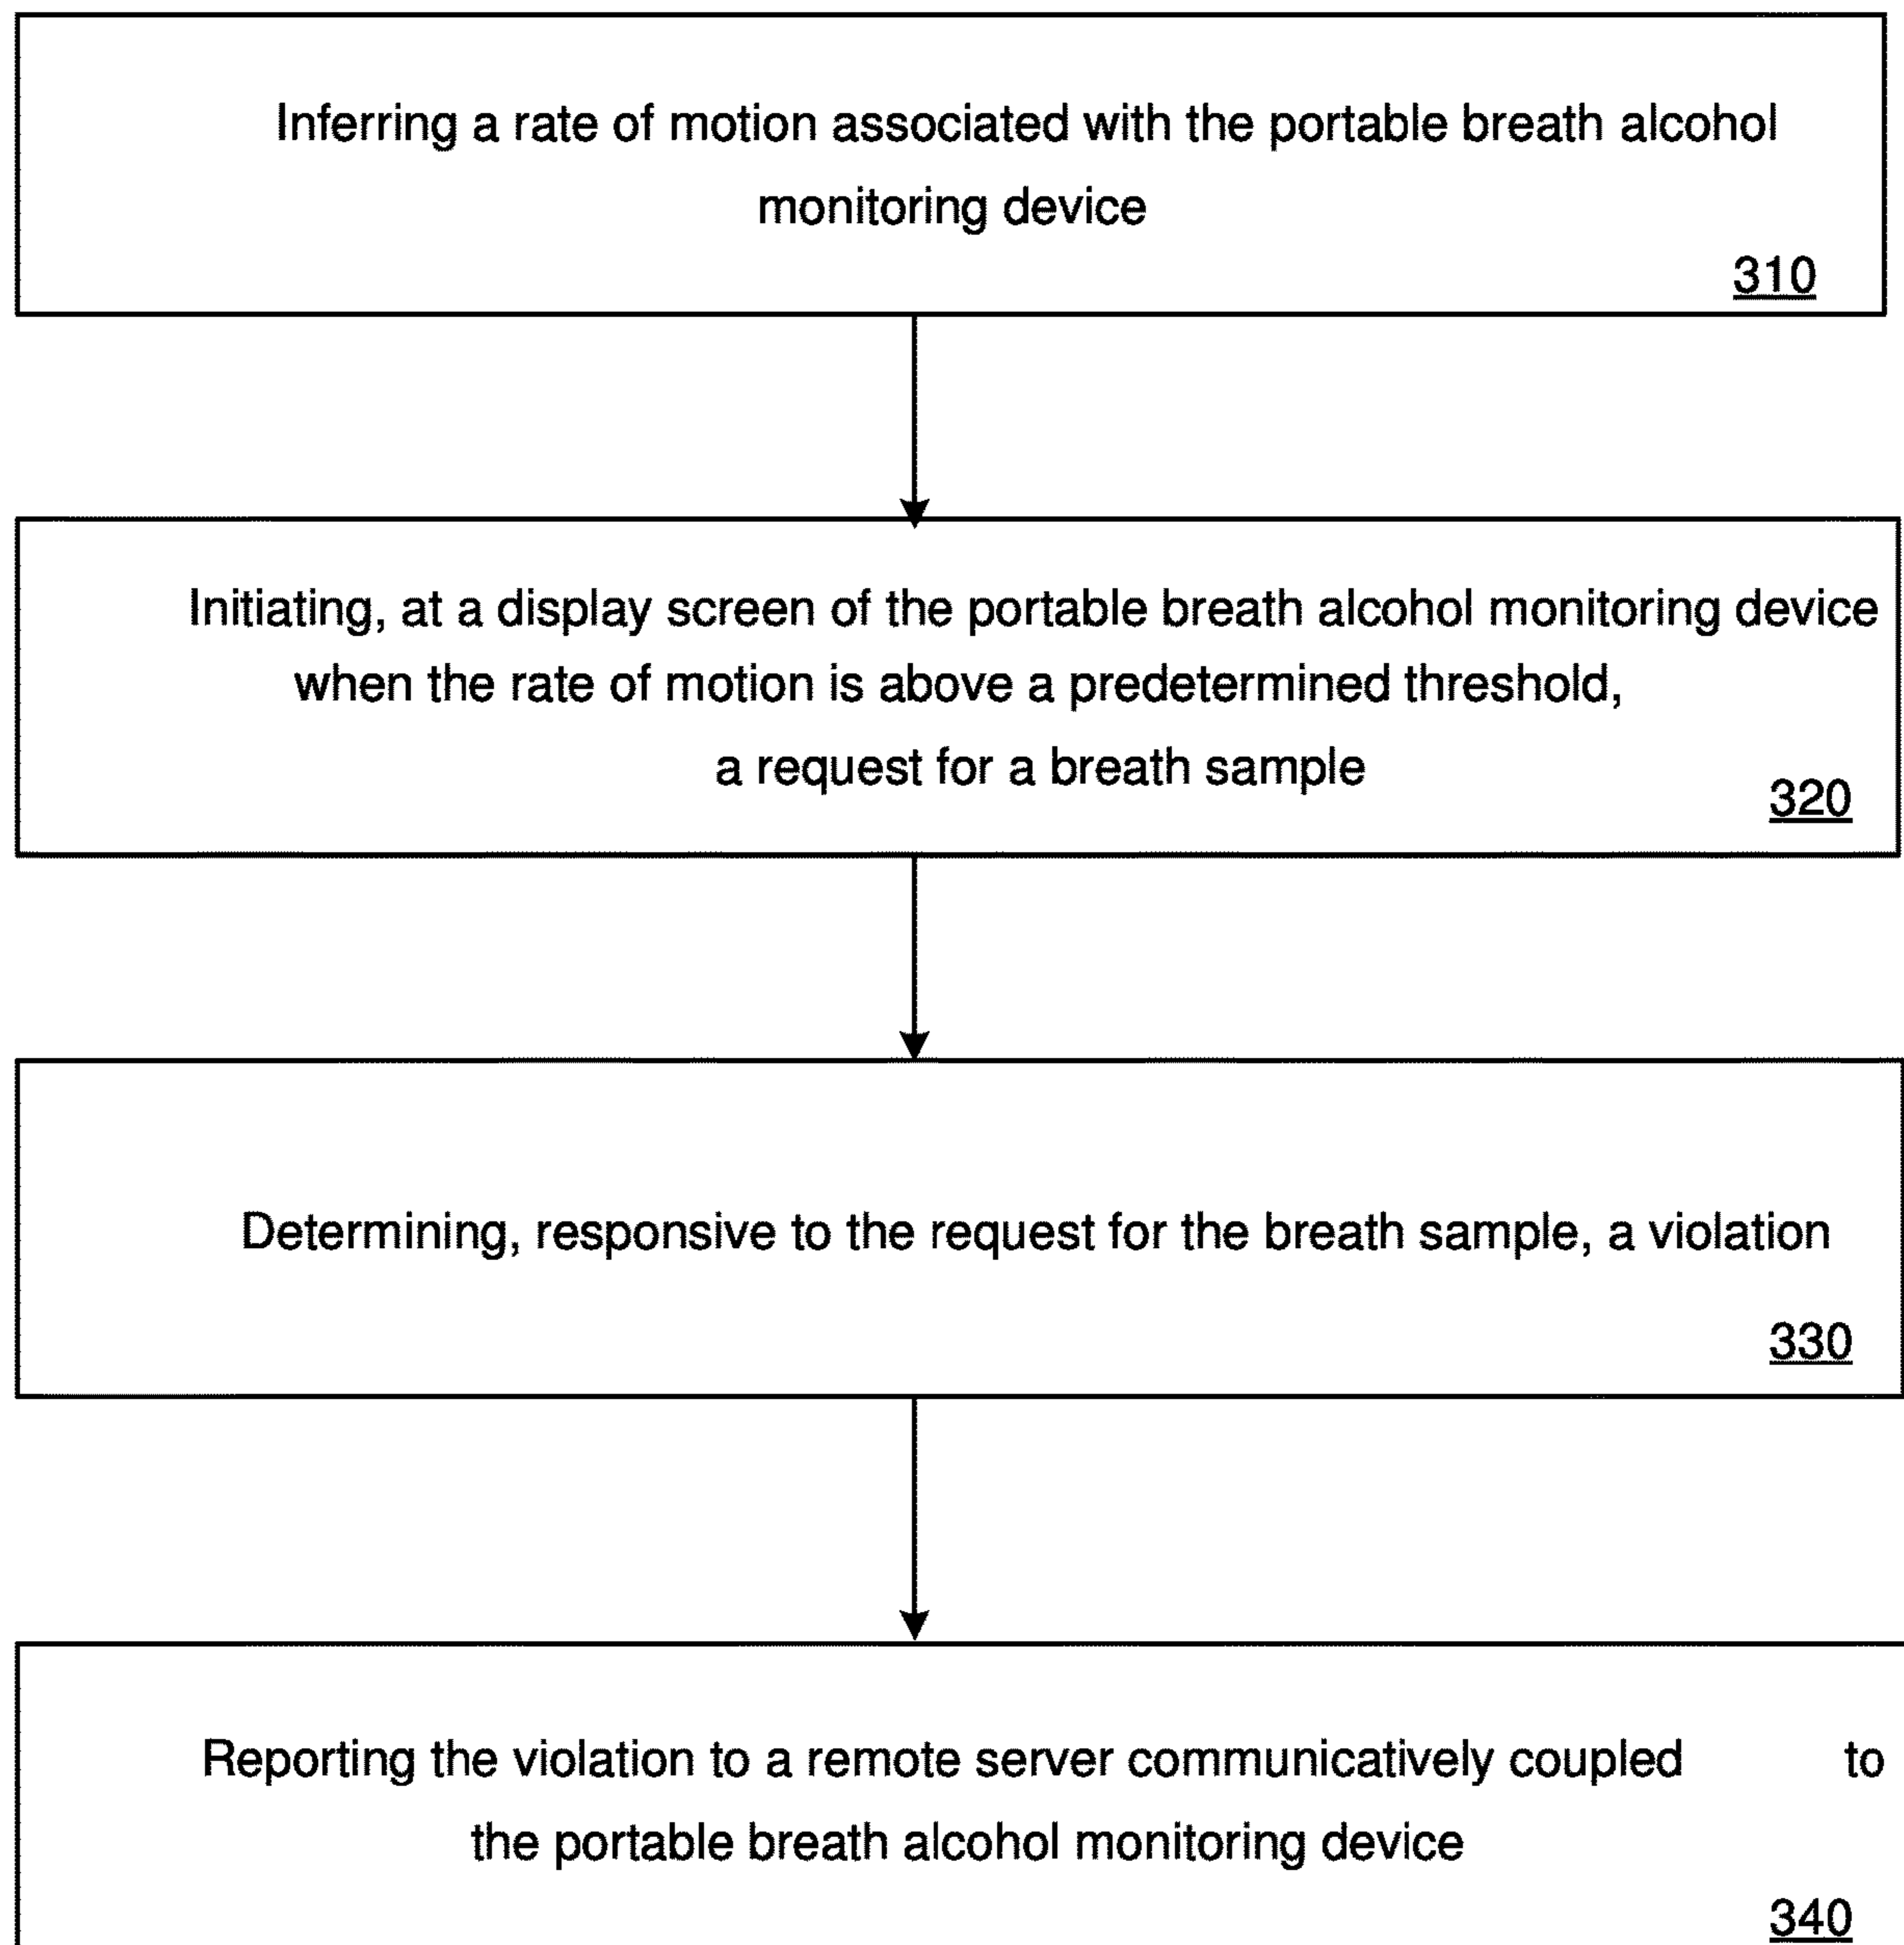 Inferring a rate of motion associated with the portable breath alcohol
monitoring device
310
Initiating, at a display screen of the portable breath alcohol monitoring device
when the rate of motion is above a predetermined threshold,
a request for a breath sample
320
Determining, responsive to the request for the breath sample, a violation
330
Reporting the violation to a remote server communicatively coupled to
the portable breath alcohol monitoring device
340